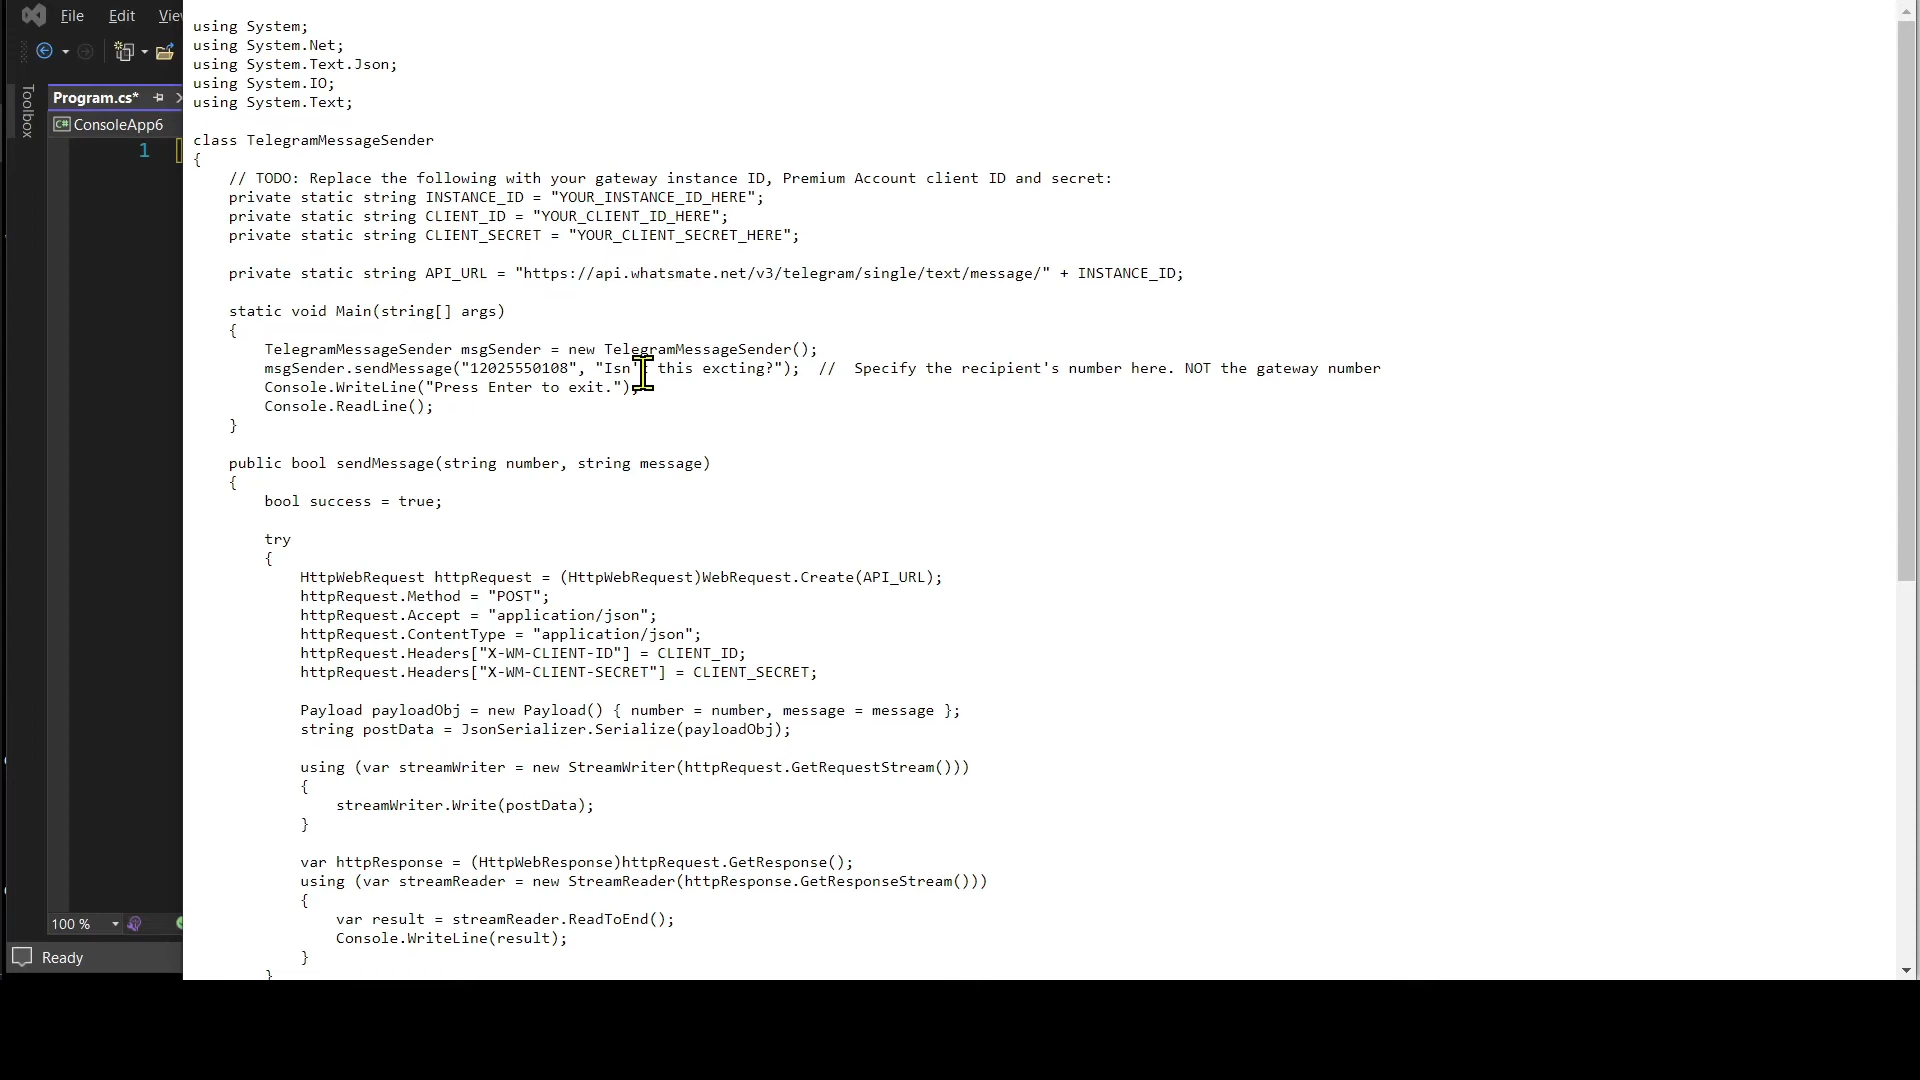 File Edit View
Toolbox
Program.cs*
C# ConsoleApp6
1
100 %
Ready
using System;
using System.Net;
using System.Text.Json;
using System.IO;
using System.Text;
class TelegramMessageSender
{
// TODO: Replace the following with your gateway instance ID, Premium Account client ID and secret:
private static string INSTANCE_ID = "YOUR_INSTANCE_ID_HERE";
private static string CLIENT_ID = "YOUR_CLIENT_ID_HERE";
private static string CLIENT_SECRET = "YOUR_CLIENT_SECRET_HERE";
private static string API_URL = "https://api.whatsmate.net/v3/telegram/single/text/message/" + INSTANCE_ID;
static void Main(string[] args)
{
TelegramMessageSender msgSender = new TelegramMessageSender();
msgSender.sendMessage("12025550108", "Isn't this excting?"); // Specify the recipient's number here. NOT the gateway number
Console.WriteLine("Press Enter to exit.");
Console.ReadLine();
}
public bool sendMessage(string number, string message)
{
bool success = true;
try
{
HttpWebRequest httpRequest = (HttpWebRequest)WebRequest.Create(API_URL);
httpRequest.Method = "POST";
httpRequest.Accept = "application/json";
httpRequest.ContentType = "application/json";
httpRequest.Headers["X-WM-CLIENT-ID"] = CLIENT_ID;
httpRequest.Headers["X-WM-CLIENT-SECRET"] = CLIENT_SECRET;
Payload payloadObj = new Payload() { number = number, message = message };
string postData = JsonSerializer.Serialize(payloadObj);
using (var streamWriter = new StreamWriter(httpRequest.GetRequestStream()))
{
streamWriter.Write(postData);
}
var httpResponse = (HttpWebResponse)httpRequest.GetResponse();
using (var streamReader = new StreamReader(httpResponse.GetResponseStream()))
{
var result = streamReader.ReadToEnd();
Console.WriteLine(result);
}
}